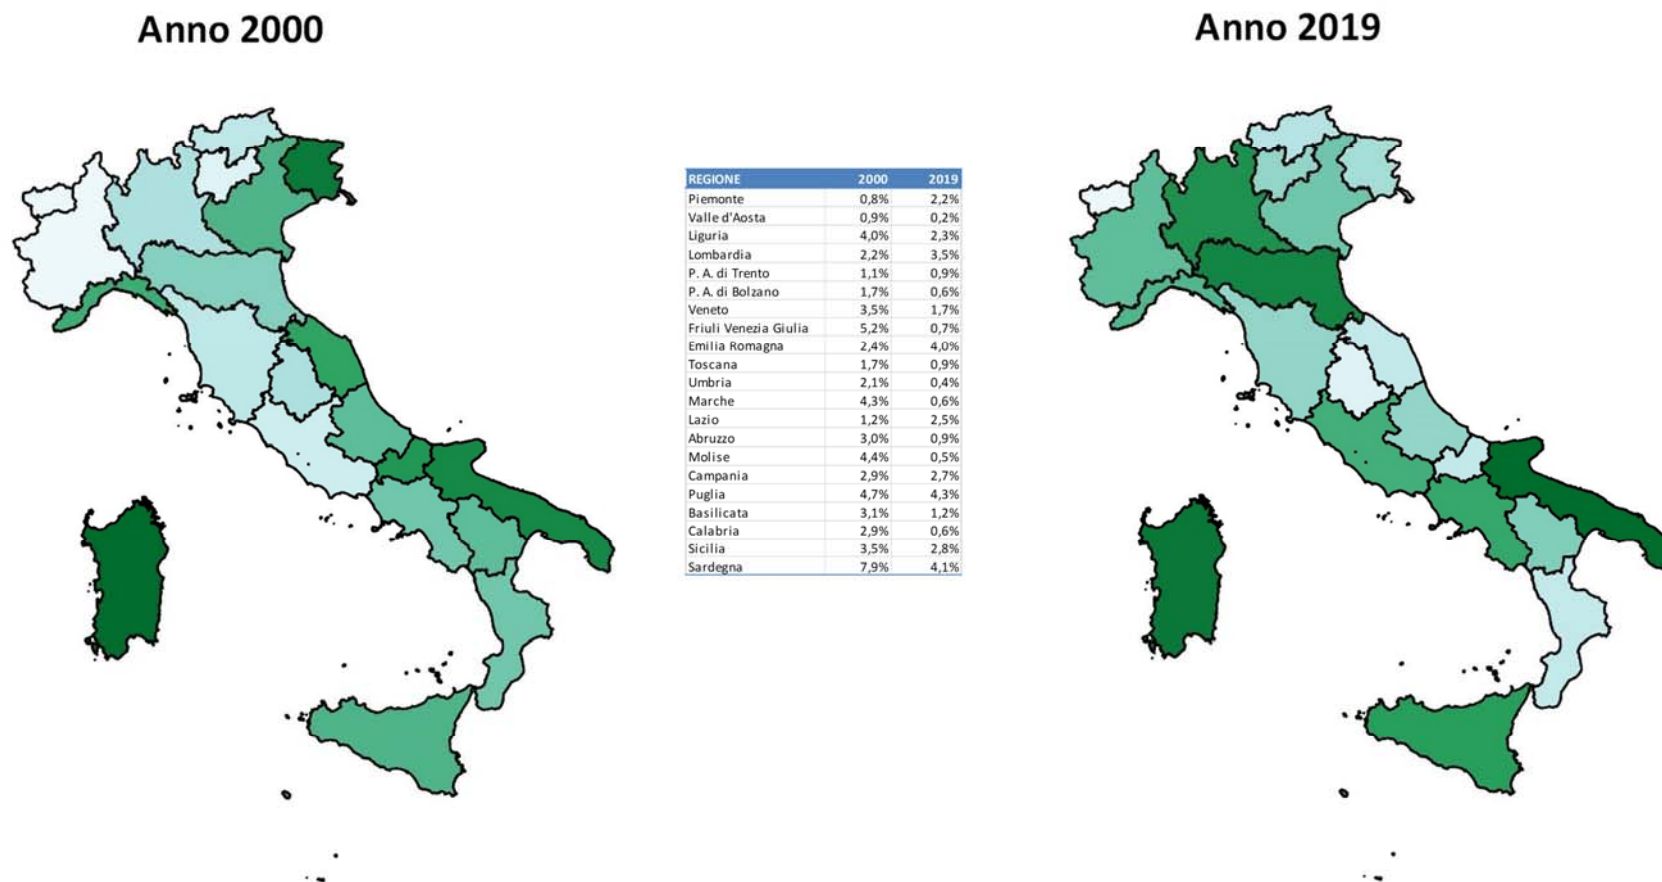 Anno 2000
Anno 2019
REGIONE 2000 2019
Piemonte 0,8% 2,2%
Valle d'Aosta 0,9% 0,2%
Liguria 4,0% 2,3%
Lombardia 2,2% 3,5%
P. A. di Trento 1,1% 0,9%
P. A. di Bolzano 1,7% 0,6%
Veneto 3,5% 1,7%
Friuli Venezia Giulia 5,2% 0,7%
Emilia Romagna 2,4% 4,0%
Toscana 1,7% 0,9%
Umbria 2,1% 0,4%
Marche 4,3% 0,6%
Lazio 1,2% 2,5%
Abruzzo 3,0% 0,9%
Molise 4,4% 0,5%
Campania 2,9% 2,7%
Puglia 4,7% 4,3%
Basilicata 3,1% 1,2%
Calabria 2,9% 0,6%
Sicilia 3,5% 2,8%
Sardegna 7,9% 4,1%